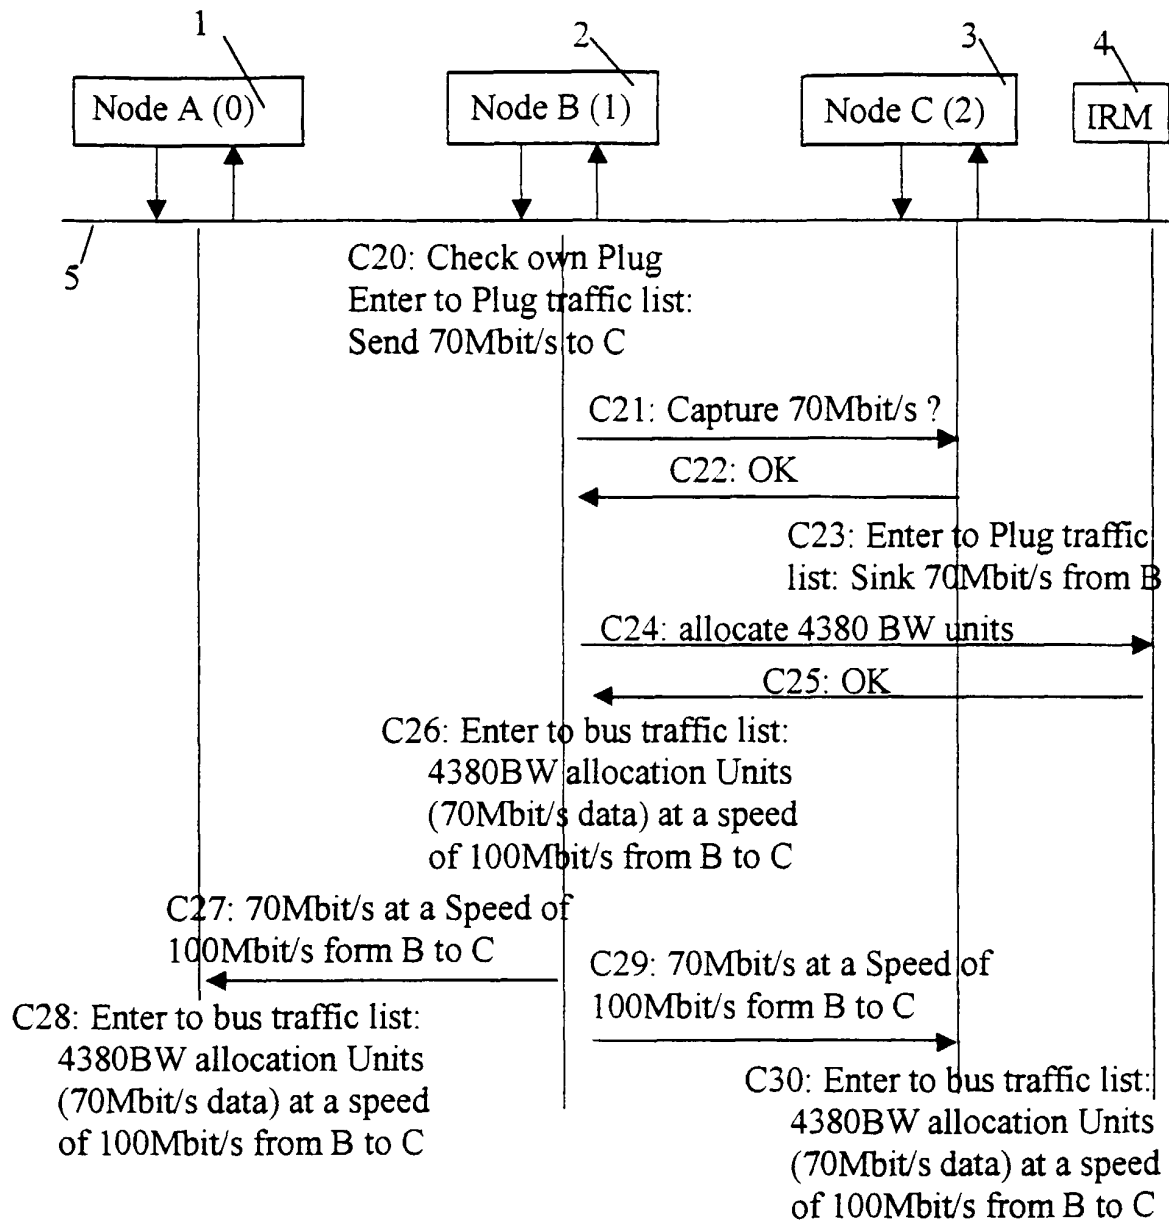 1
2
3
4
Node A (0)
Node B (1)
Node C (2)
IRM
5
C20: Check own Plug
Enter to Plug traffic list:
Send 70Mbit/s to C
C21: Capture 70Mbit/s ?
C22: OK
C23: Enter to Plug traffic
list: Sink 70Mbit/s from B
C24: allocate 4380 BW units
C25: OK
C26: Enter to bus traffic list:
4380BW allocation Units
(70Mbit/s data) at a speed
of 100Mbit/s from B to C
C27: 70Mbit/s at a Speed of
100Mbit/s form B to C
C28: Enter to bus traffic list:
4380BW allocation Units
(70Mbit/s data) at a speed
of 100Mbit/s from B to C
C29: 70Mbit/s at a Speed of
100Mbit/s form B to C
C30: Enter to bus traffic list:
4380BW allocation Units
(70Mbit/s data) at a speed
of 100Mbit/s from B to C